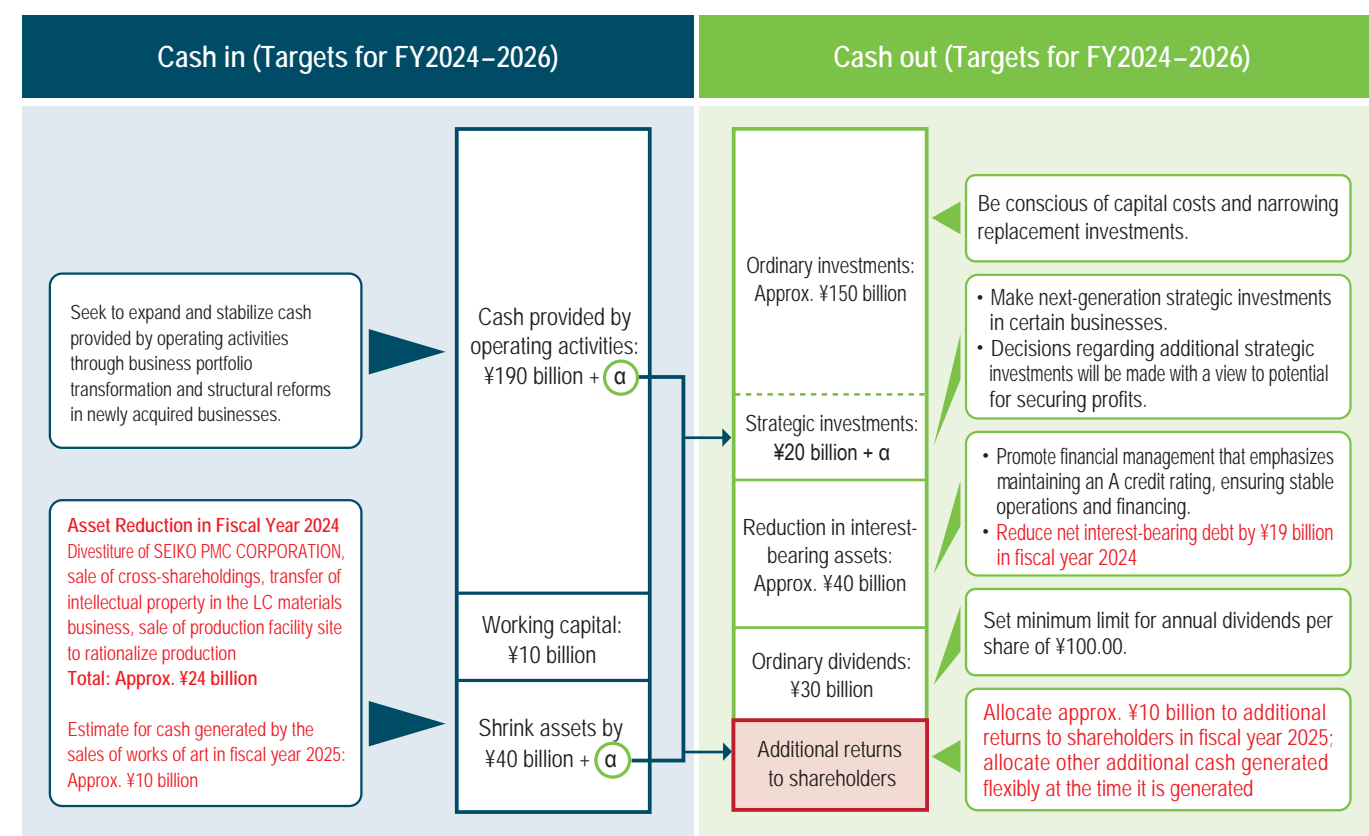 Cash in (Targets for FY2024–2026)
Seek to expand and stabilize cash
provided by operating activities
through business portfolio
transformation and structural reforms
in newly acquired businesses.
Asset Reduction in Fiscal Year 2024
Divestiture of SEIKO PMC CORPORATION,
sale of cross-shareholdings, transfer of
intellectual property in the LC materials
business, sale of production facility site
to rationalize production
Total: Approx. ¥24 billion
Estimate for cash generated by the
sales of works of art in fiscal year 2025:
Approx. ¥10 billion
Cash provided by
operating activities:
¥190 billion + α
Working capital:
¥10 billion
Shrink assets by
¥40 billion + α
Cash out (Targets for FY2024–2026)
Ordinary investments:
Approx. ¥150 billion
Strategic investments:
¥20 billion + α
Reduction in interest-
bearing assets:
Approx. ¥40 billion
Ordinary dividends:
¥30 billion
Additional returns
to shareholders
Be conscious of capital costs and narrowing
replacement investments.
• Make next-generation strategic investments
in certain businesses.
• Decisions regarding additional strategic
investments will be made with a view to potential
for securing profits.
• Promote financial management that emphasizes
maintaining an A credit rating, ensuring stable
operations and financing.
• Reduce net interest-bearing debt by ¥19 billion
in fiscal year 2024
Set minimum limit for annual dividends per
share of ¥100.00.
Allocate approx. ¥10 billion to additional
returns to shareholders in fiscal year 2025;
allocate other additional cash generated
flexibly at the time it is generated